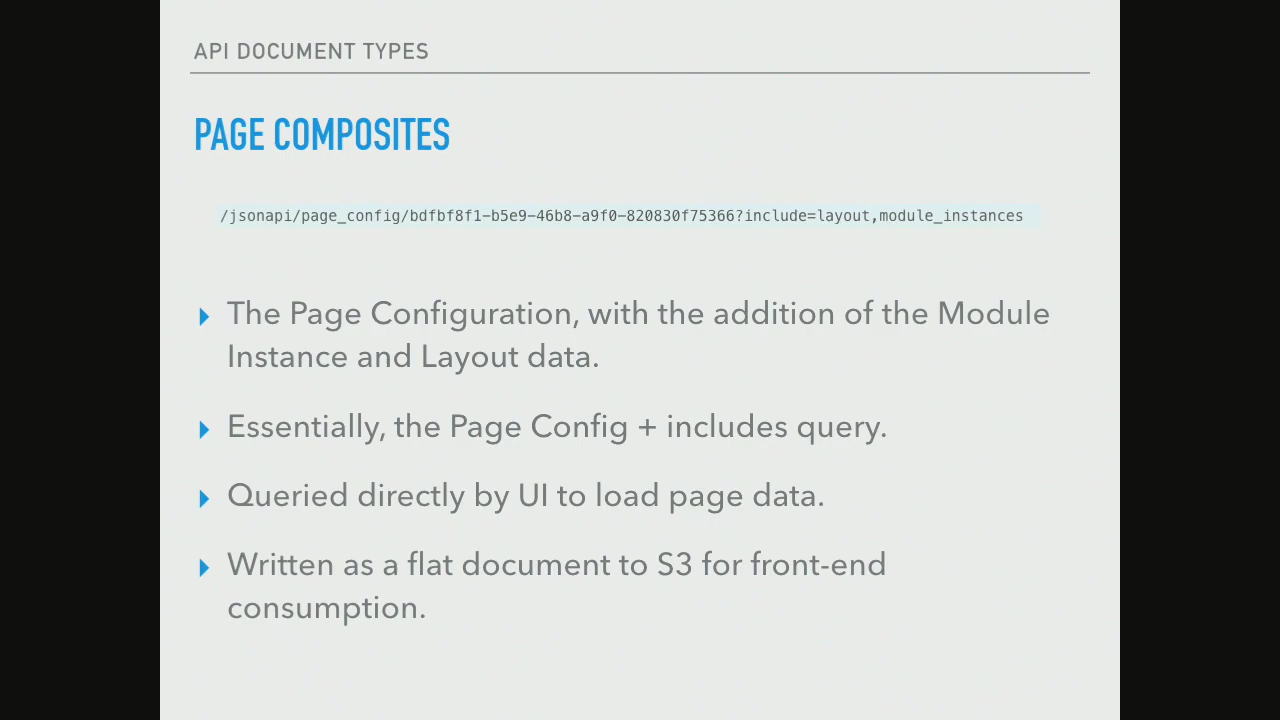 API DOCUMENT TYPES
PAGE COMPOSITES
/jsonapi/page_config/bdfbf8f1-b5e9-46b8-a9f0-820830f75366?include=layout,module_instances
▸ The Page Configuration, with the addition of the Module
Instance and Layout data.
▸ Essentially, the Page Config + includes query.
▸ Queried directly by UI to load page data.
▸ Written as a flat document to S3 for front-end
consumption.